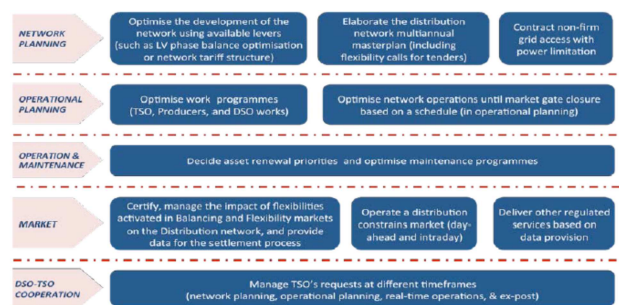 NETWORK
PLANNING
Optimise the development of the
network using available levers
(such as LV phase balance optimisation
or network tariff structure)
Elaborate the distribution
network multiannual
masterplan (including
flexibility calls for tenders)
Contract non-firm
grid access with
power limitation
OPERATIONAL
PLANNING
Optimise work programmes
(TSO, Producers, and DSO works)
Optimise network operations until market gate closure
based on a schedule (in operational planning)
OPERATION &
MAINTENANCE
Decide asset renewal priorities and optimise maintenance programmes
MARKET
Certify, manage the impact of flexibilities
activated in Balancing and Flexibility markets
on the Distribution network, and provide
data for the settlement process
Operate a distribution
constrains market (day-
ahead and intraday)
Deliver other regulated
services based on
data provision
DSO-TSO
COOPERATION
Manage TSO's requests at different timeframes
(network planning, operational planning, real-time operations, & ex-post)